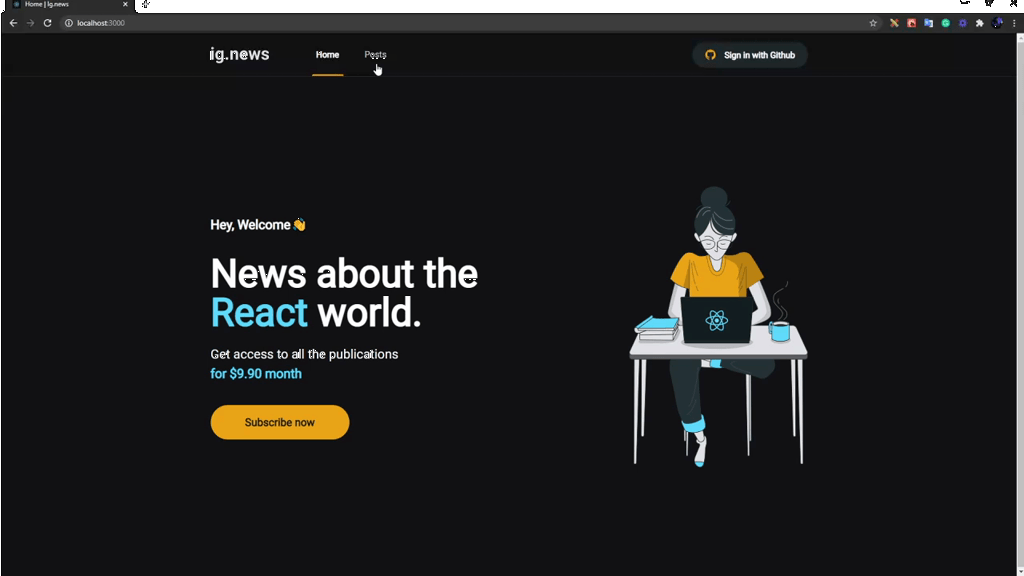 Home | Ig.news
localhost:3000
ig.news
Home
Posts
Sign in with Github
Hey, Welcome 👋
News about the
React world.
Get access to all the publications
for $9.90 month
Subscribe now